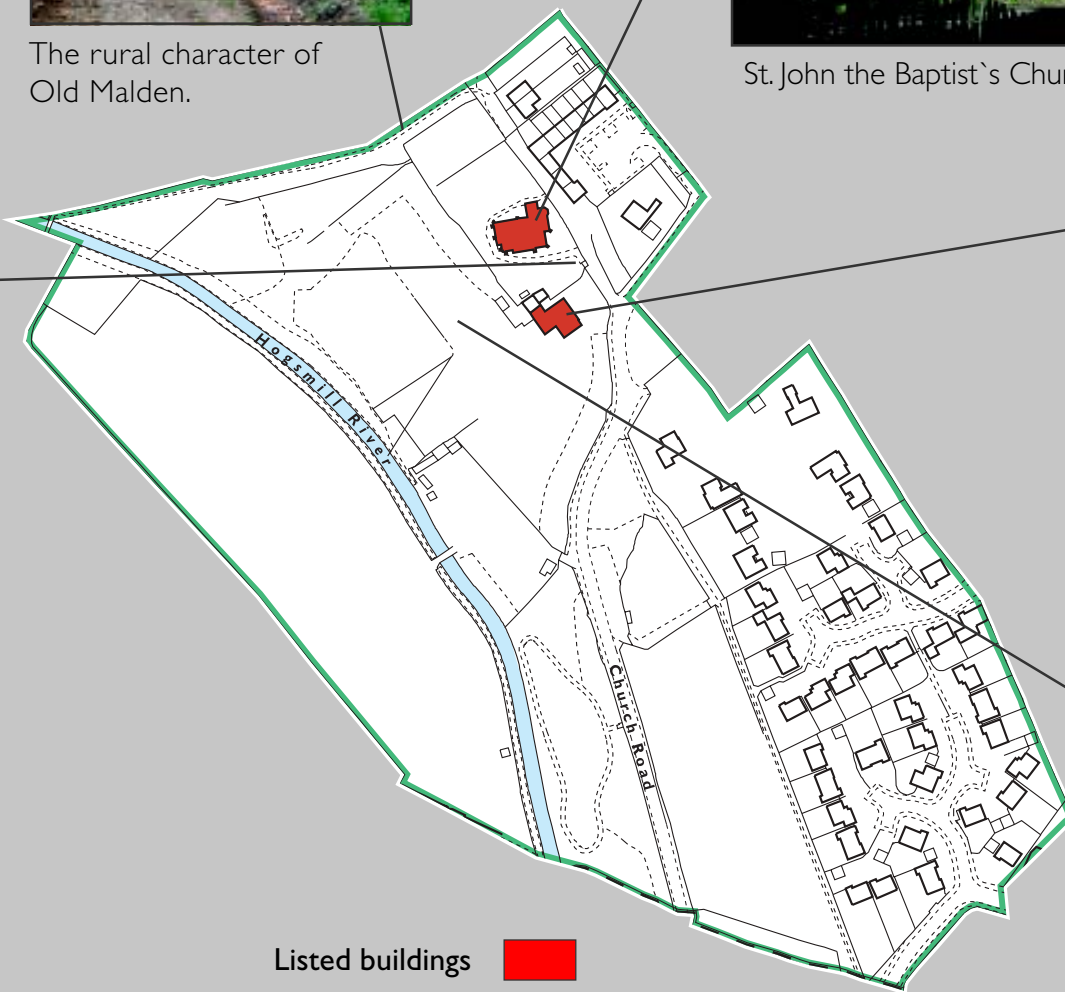 The rural character of
Old Malden.
St. John the Baptist`s Chur
Hogsmill River
Church Road
Listed buildings